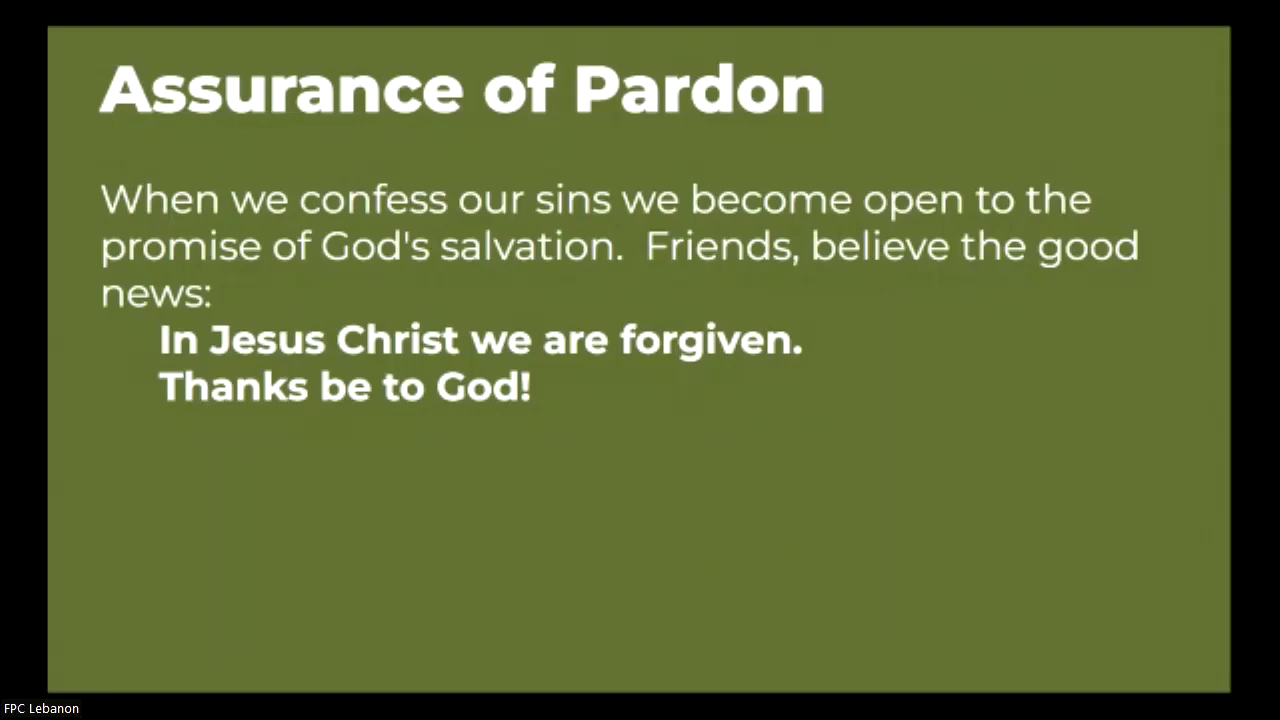 Assurance of Pardon
When we confess our sins we become open to the
promise of God's salvation.  Friends, believe the good
news:
In Jesus Christ we are forgiven.
Thanks be to God!
FPC Lebanon